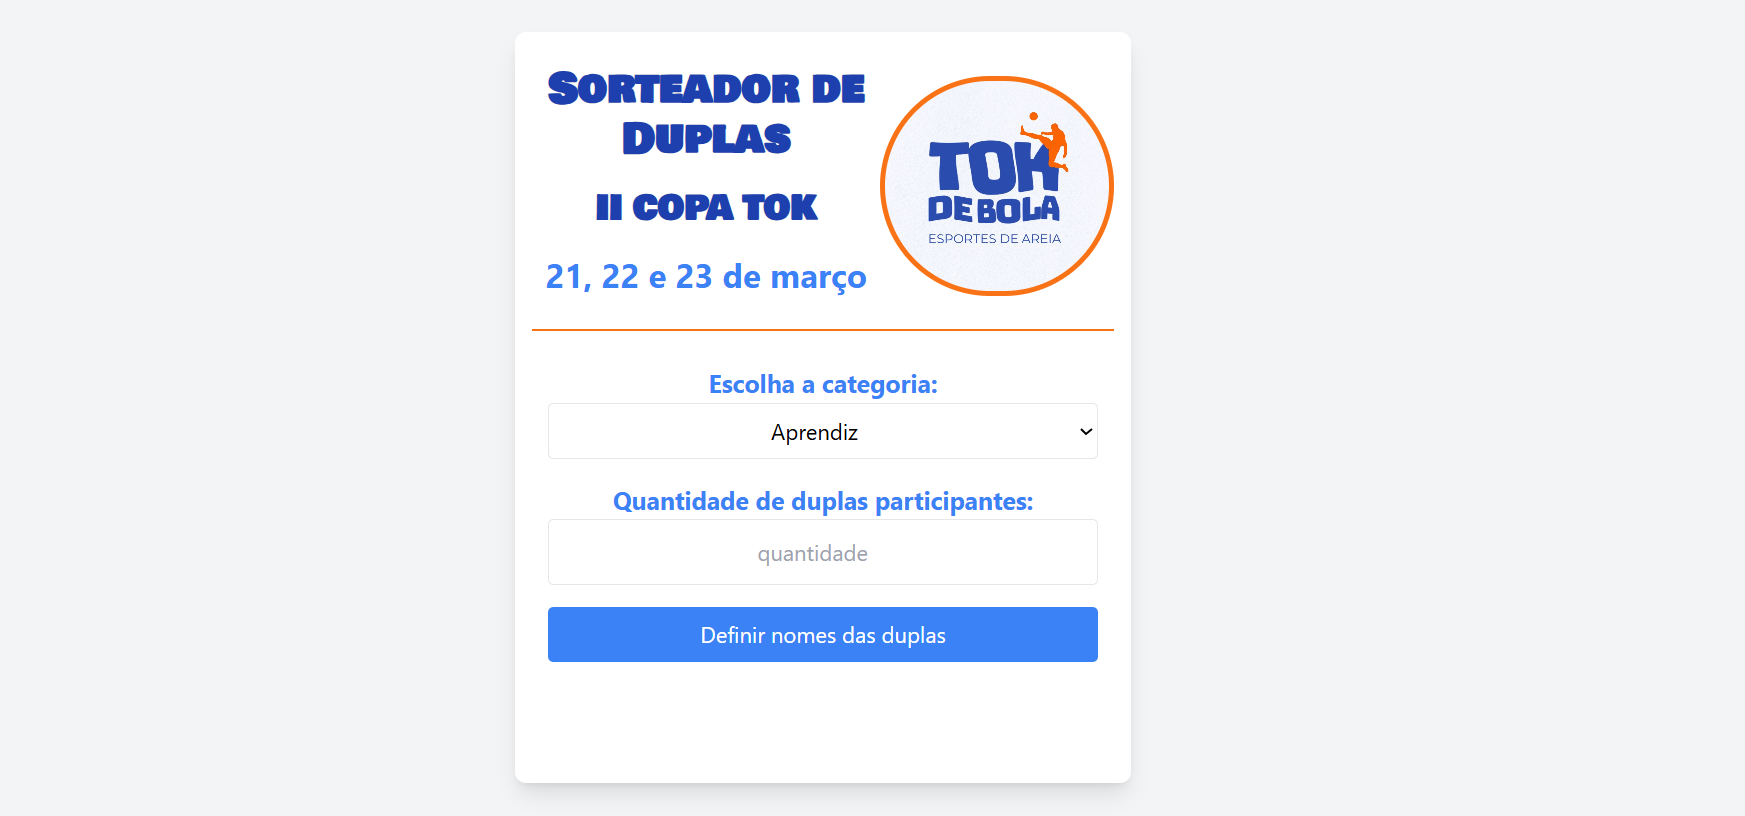 Sorteador de
Duplas
II COPA TOK
21, 22 e 23 de março
TOK
DE BOLA
ESPORTES DE AREIA
Escolha a categoria:
Aprendiz
Quantidade de duplas participantes:
quantidade
Definir nomes das duplas